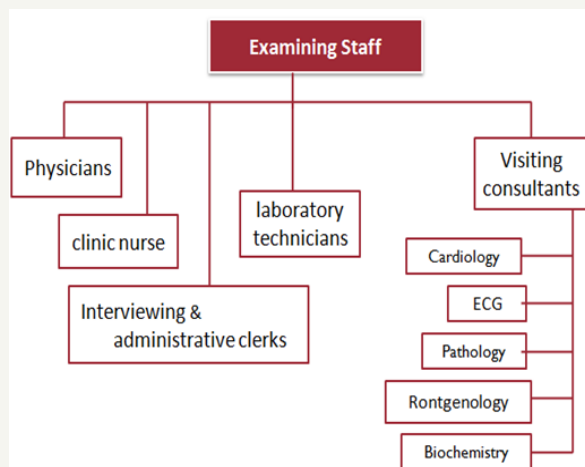 Examining Staff
Physicians
clinic nurse
Interviewing &
administrative clerks
laboratory
technicians
Visiting
consultants
Cardiology
ECG
Pathology
Rontgenology
Biochemistry